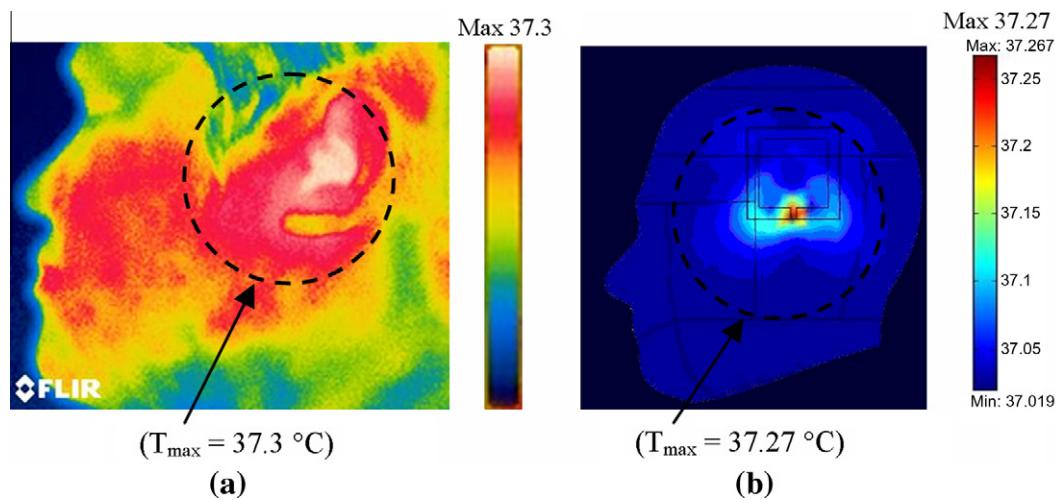 Max 37.3
FLIR
(Tmax = 37.3 °C)
(a)
Max 37.27
Max: 37.267
37.25
37.2
37.15
37.1
37.05
Min: 37.019
(Tmax = 37.27 °C)
(b)